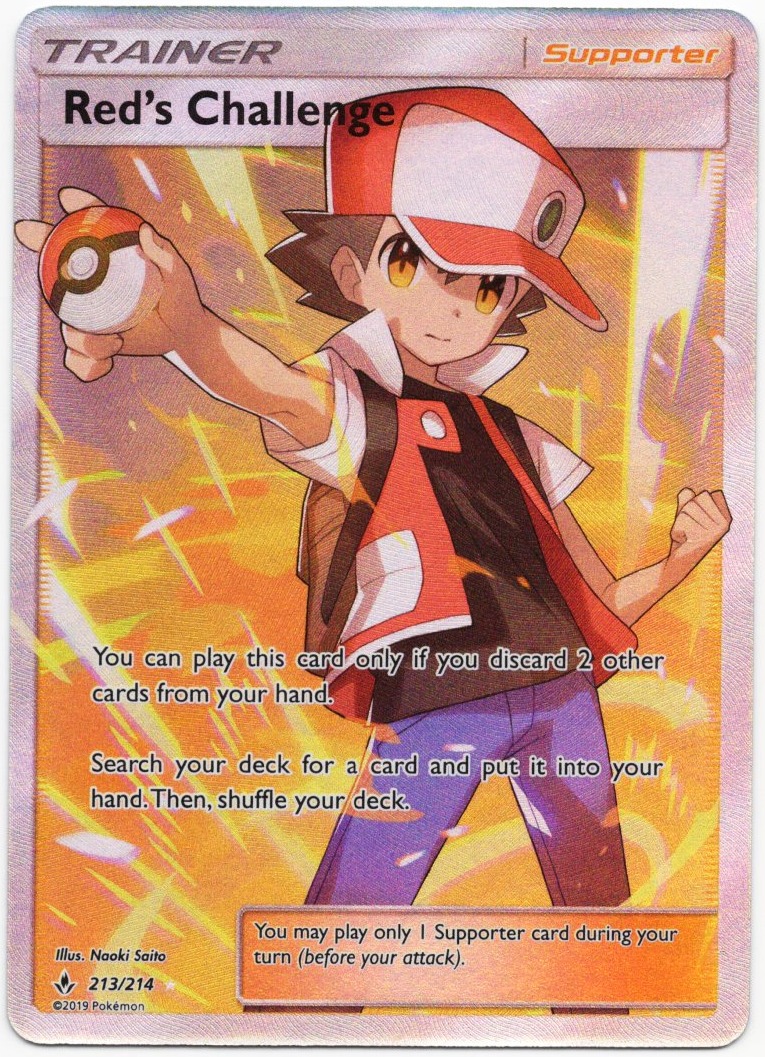 TRAINER
Supporter
Red's Challenge
You can play this card only if you discard 2 other
cards from your hand.
Search your deck for a card and put it into your
hand. Then, shuffle your deck.
You may play only 1 Supporter card during your
turn (before your attack).
Illus. Naoki Saito
213/214
©2019 Pokémon